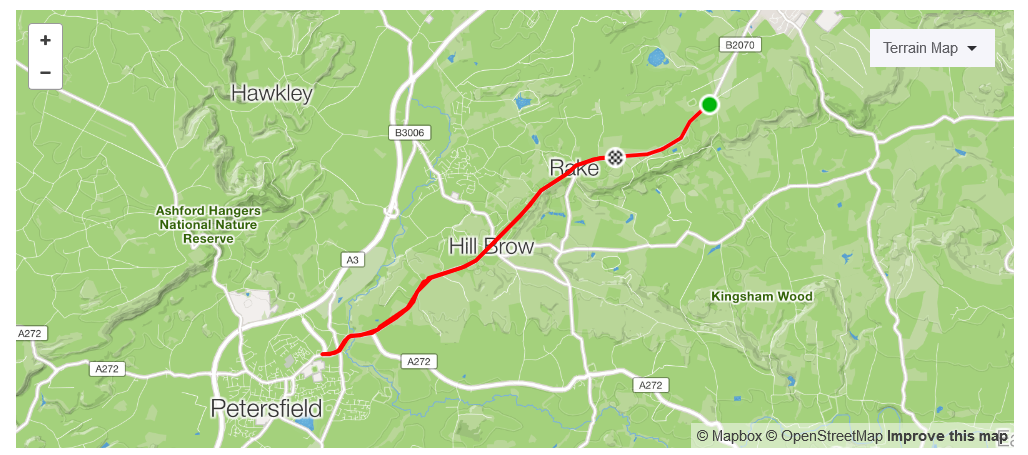 +
B2070
Terrain Map
−
Hawkley
B3006
Rake
Ashford Hangers
National Nature
Reserve
Hill Brow
A3
Kingsham Wood
A272
A272
A272
A272
Petersfield
© Mapbox © OpenStreetMap Improve this map